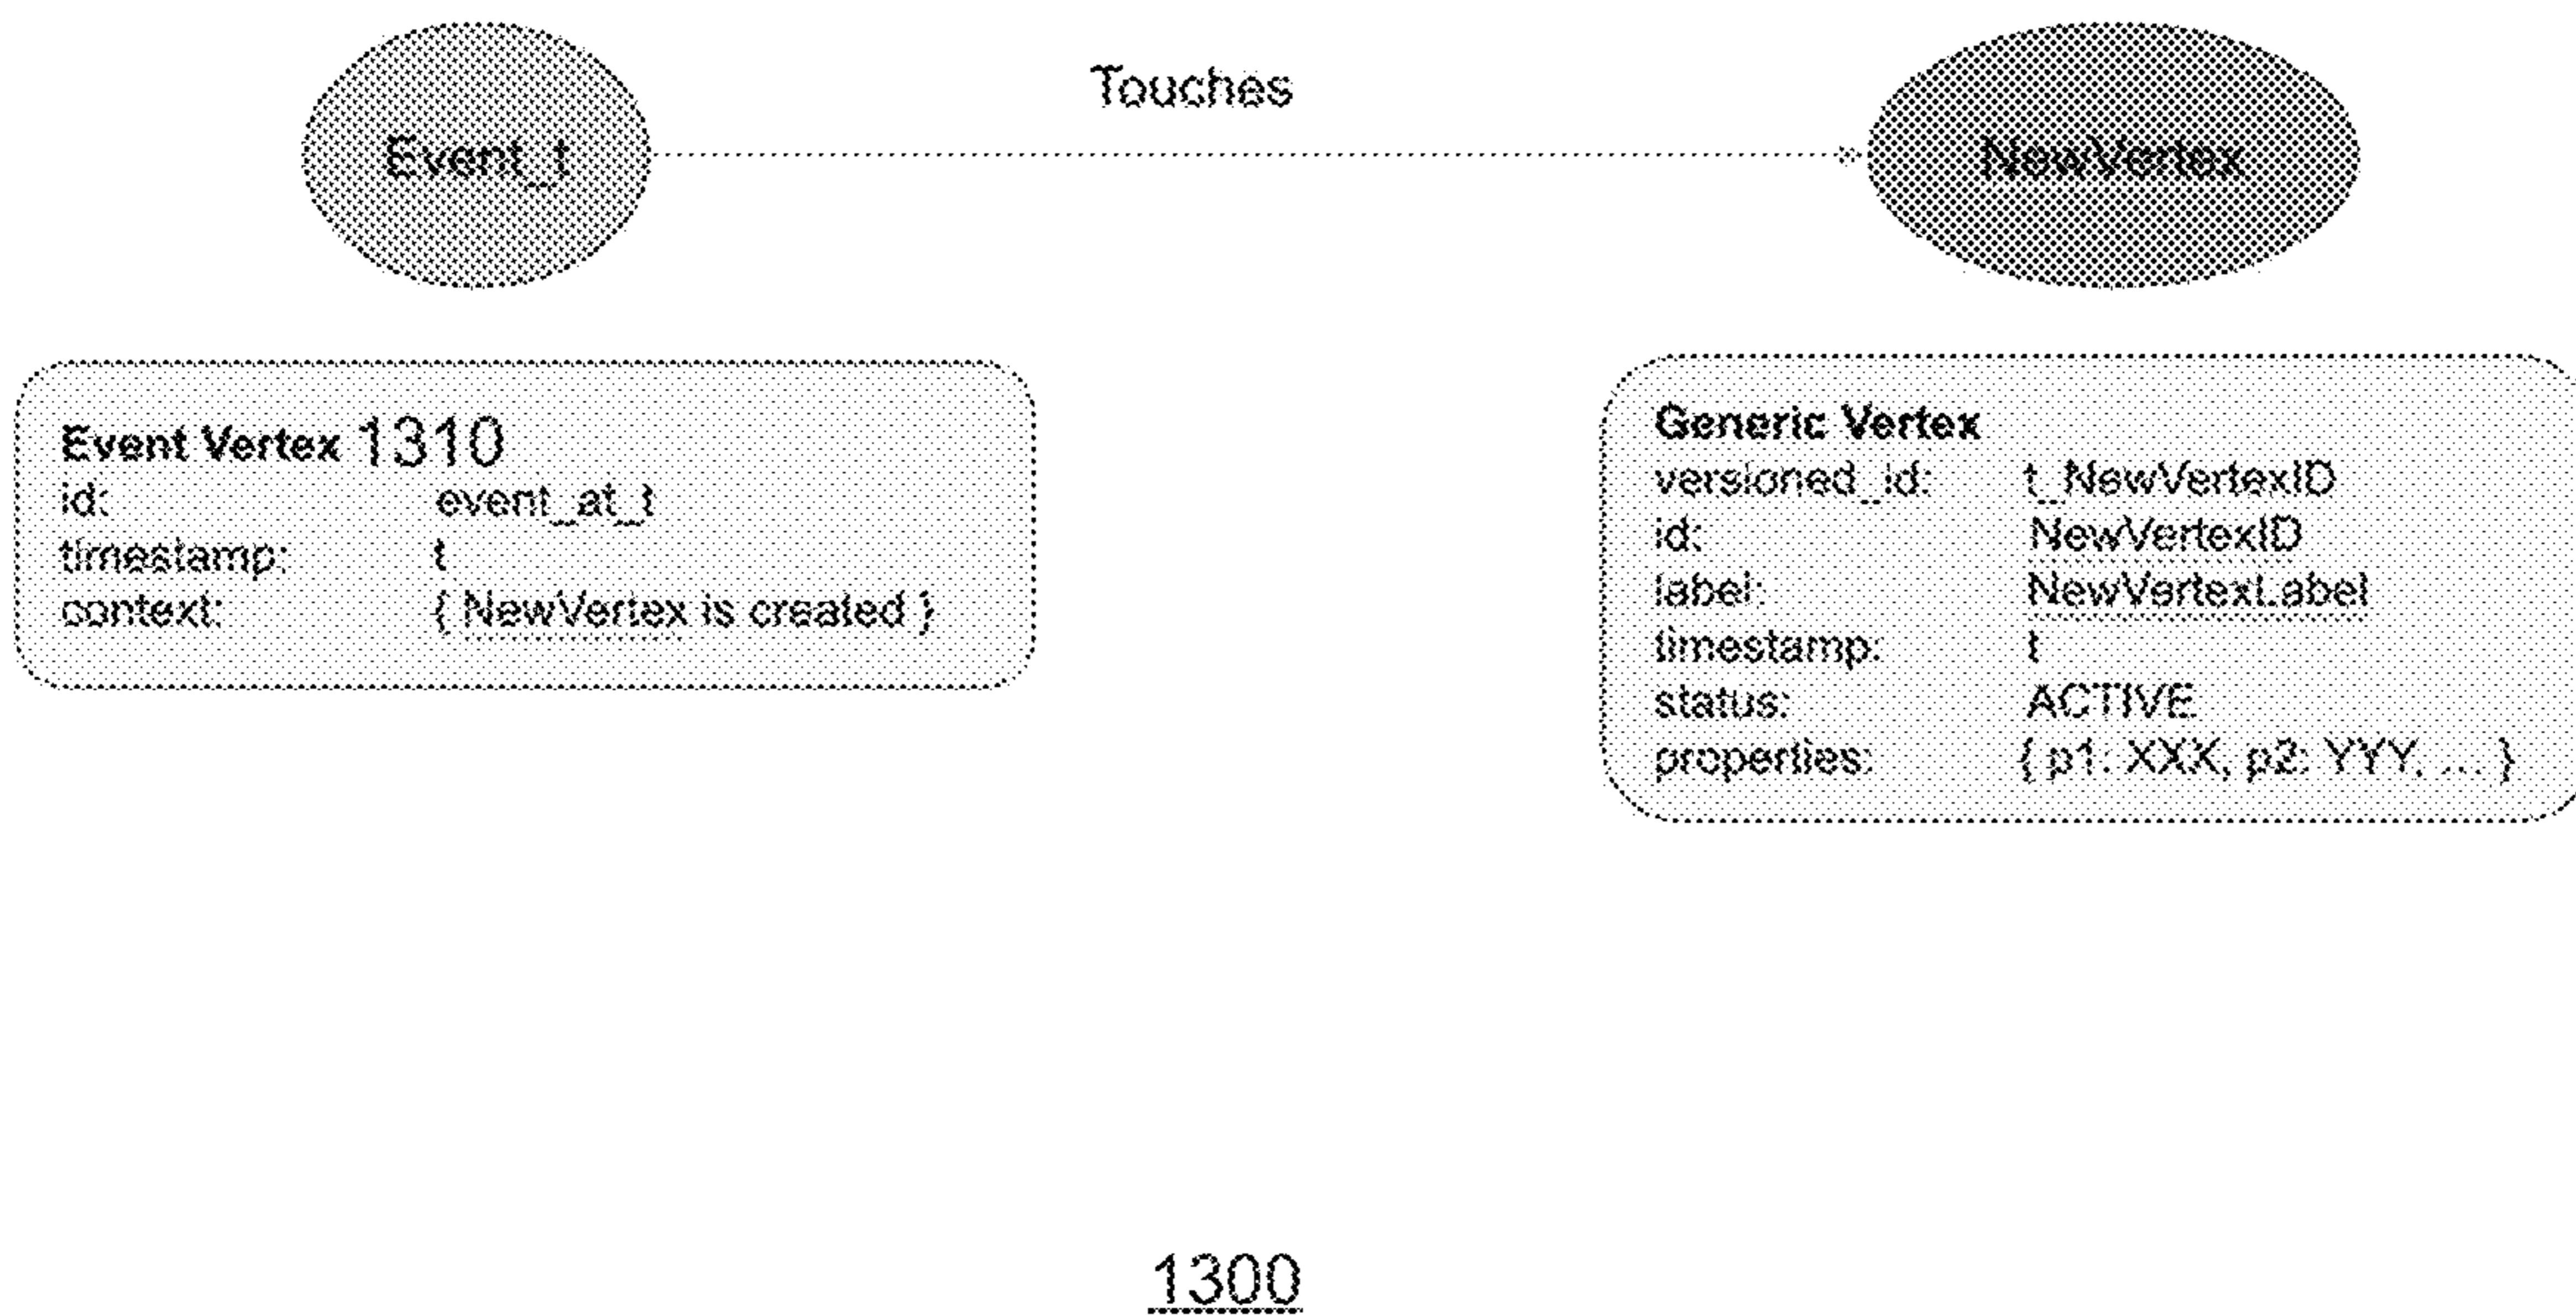 Touches
Event_t
NewVertex
Event Vertex 1310
id: event_at_t
timestamp: t
context: { NewVertex is created }
Generic Vertex
versioned_id: t_NewVertexID
id: NewVertexID
label: NewVertexLabel
timestamp: t
status: ACTIVE
properties: { p1: XXX, p2: YYY, ... }
1300